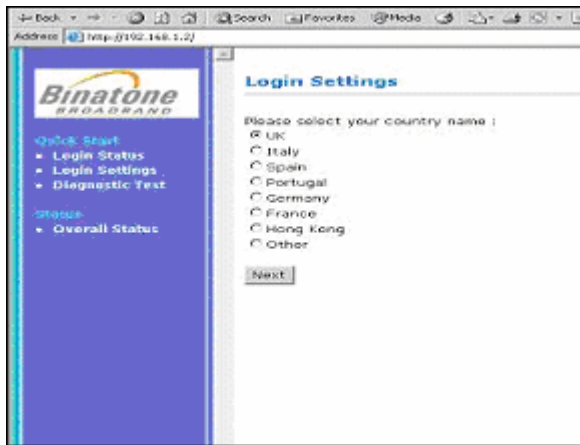 Back
Search Favorites Media
Address http://192.168.1.2/
Binatone
BROADBAND
Quick Start
Login Status
Login Settings
Diagnostic Test
Status
Overall Status
Login Settings
Please select your country name :
UK
Italy
Spain
Portugal
Germany
France
Hong Kong
Other
Next